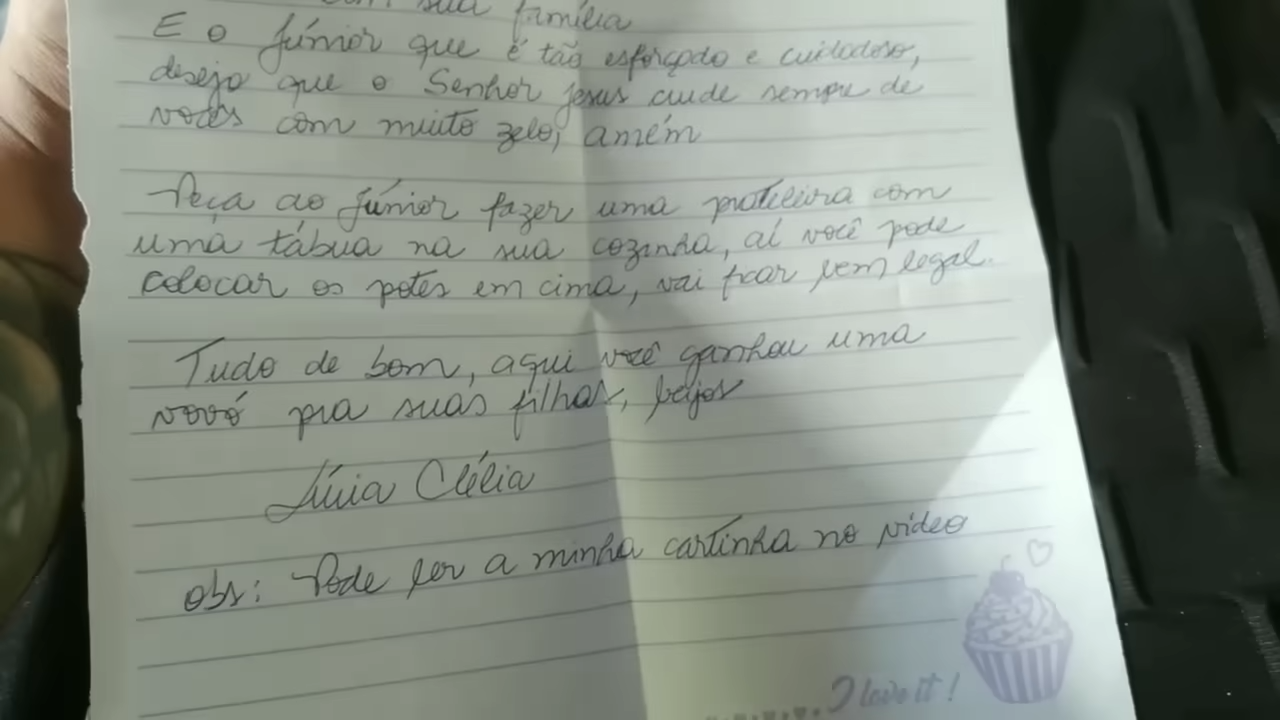 sua família
E o Júnior que é tão esforçado e cuidadoso,
desejo que o Senhor Jesus cuide sempre de
vocês com muito zelo, amém
Peça ao Júnior fazer uma prateleira com
uma tábua na sua cozinha, aí você pode
colocar os potes em cima, vai ficar bem legal.
Tudo de bom, aqui você ganhou uma
vovó pra suas filhas, beijos
Lúcia Clélia
obs: Pode ler a minha cartinha no vídeo
I love it!